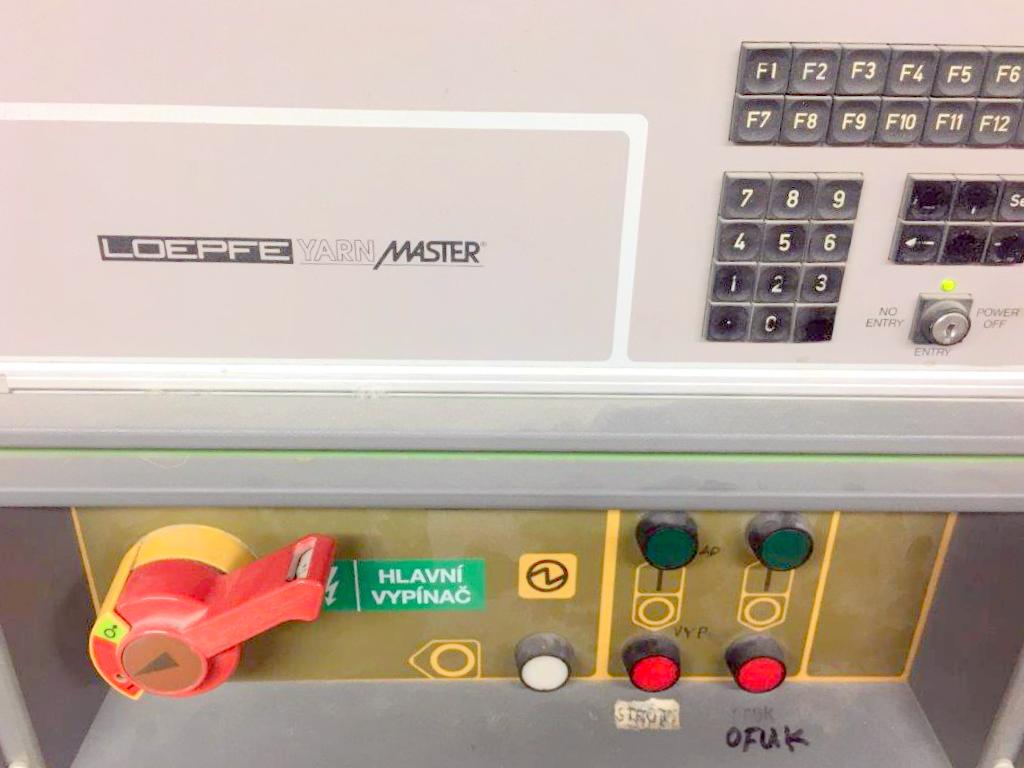 F1 F2 F3 F4 F5 F6
F7 F8 F9 F10 F11 F12
7 8 9
4 5 6
1 2 3
0
LOEPFE YARN MASTER®
NO ENTRY
POWER OFF
ENTRY
HLAVNÍ
VYPÍNAČ
VYP.
OFUK